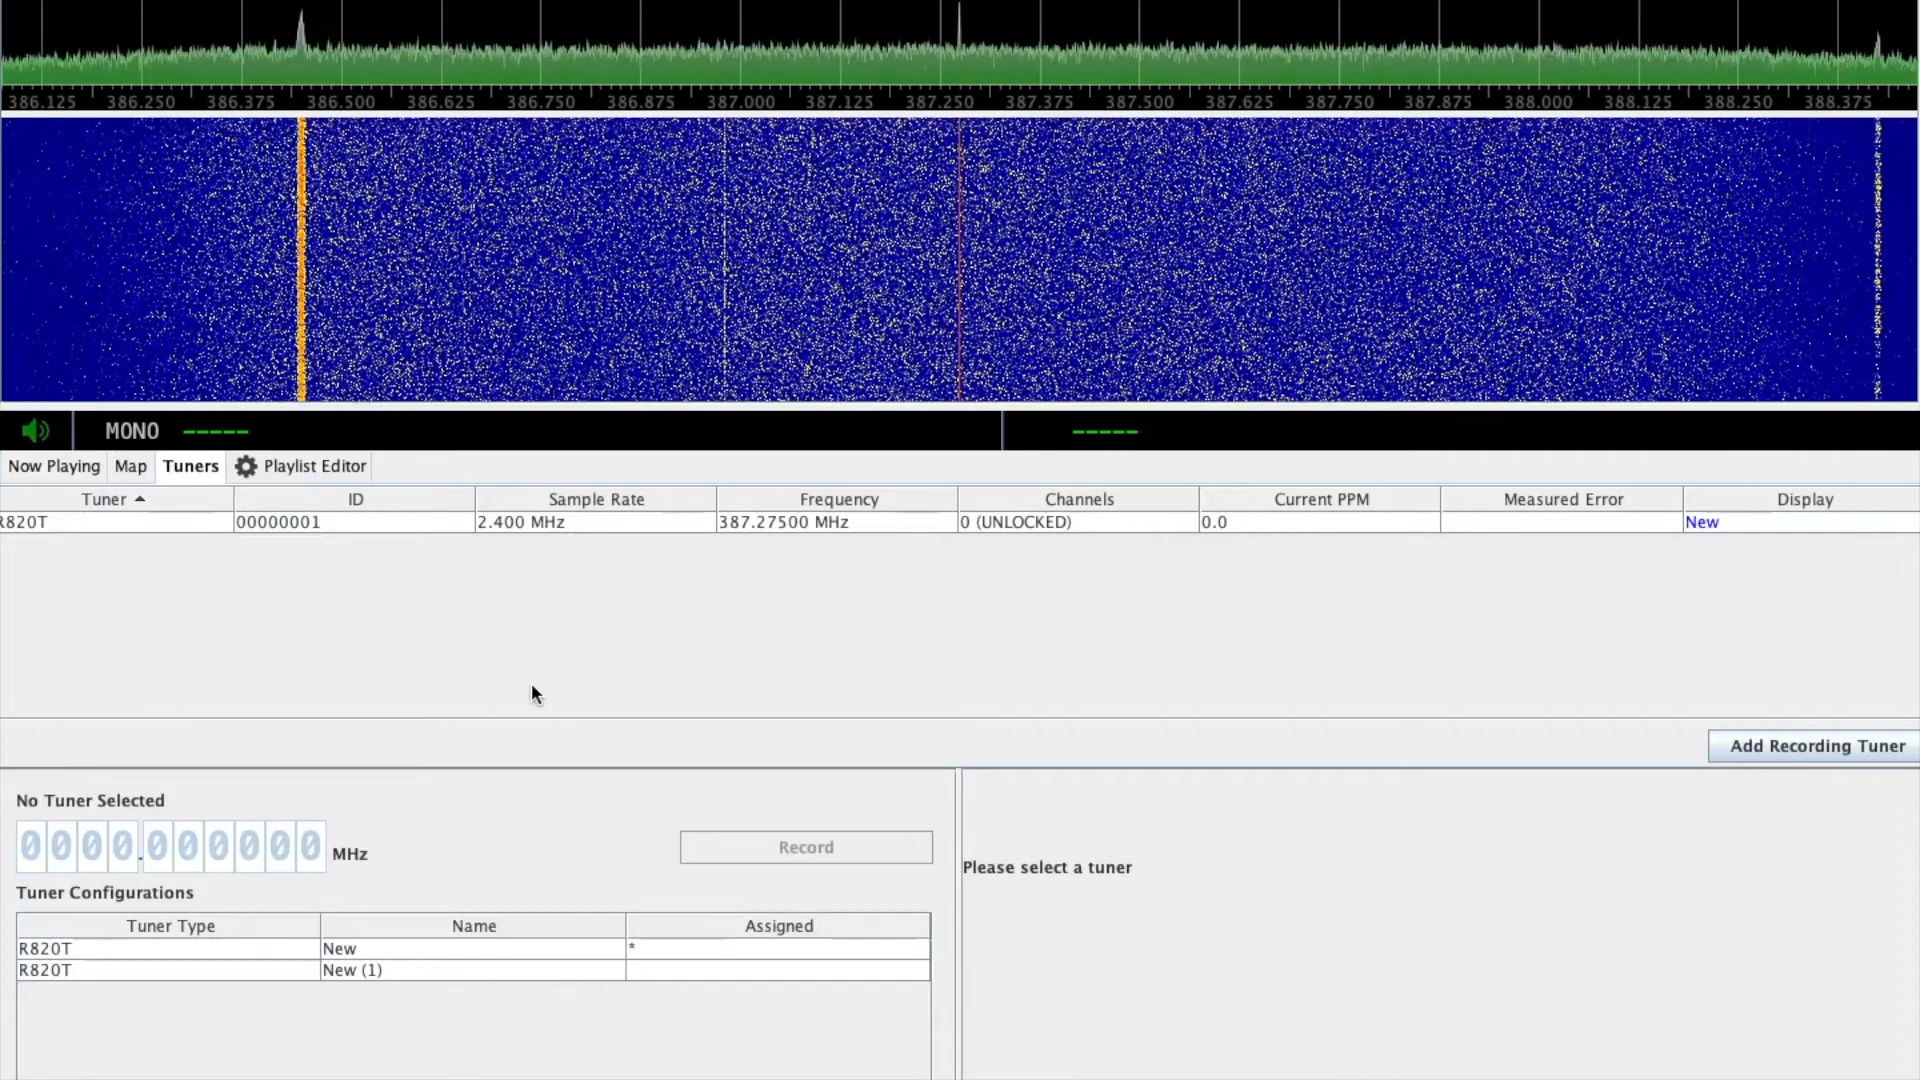 386.125 386.250 386.375 386.500 386.625 386.750 386.875 387.000 387.125 387.250 387.375 387.500 387.625 387.750 387.875 388.000 388.125 388.250 388.375
MONO ----- -----
Now Playing Map Tuners Playlist Editor
Tuner ID Sample Rate Frequency Channels Current PPM Measured Error Display
R820T 00000001 2.400 MHz 387.27500 MHz 0 (UNLOCKED) 0.0 New
Add Recording Tuner
No Tuner Selected
0000.000000 MHz Record
Please select a tuner
Tuner Configurations
Tuner Type Name Assigned
R820T New *
R820T New (1)